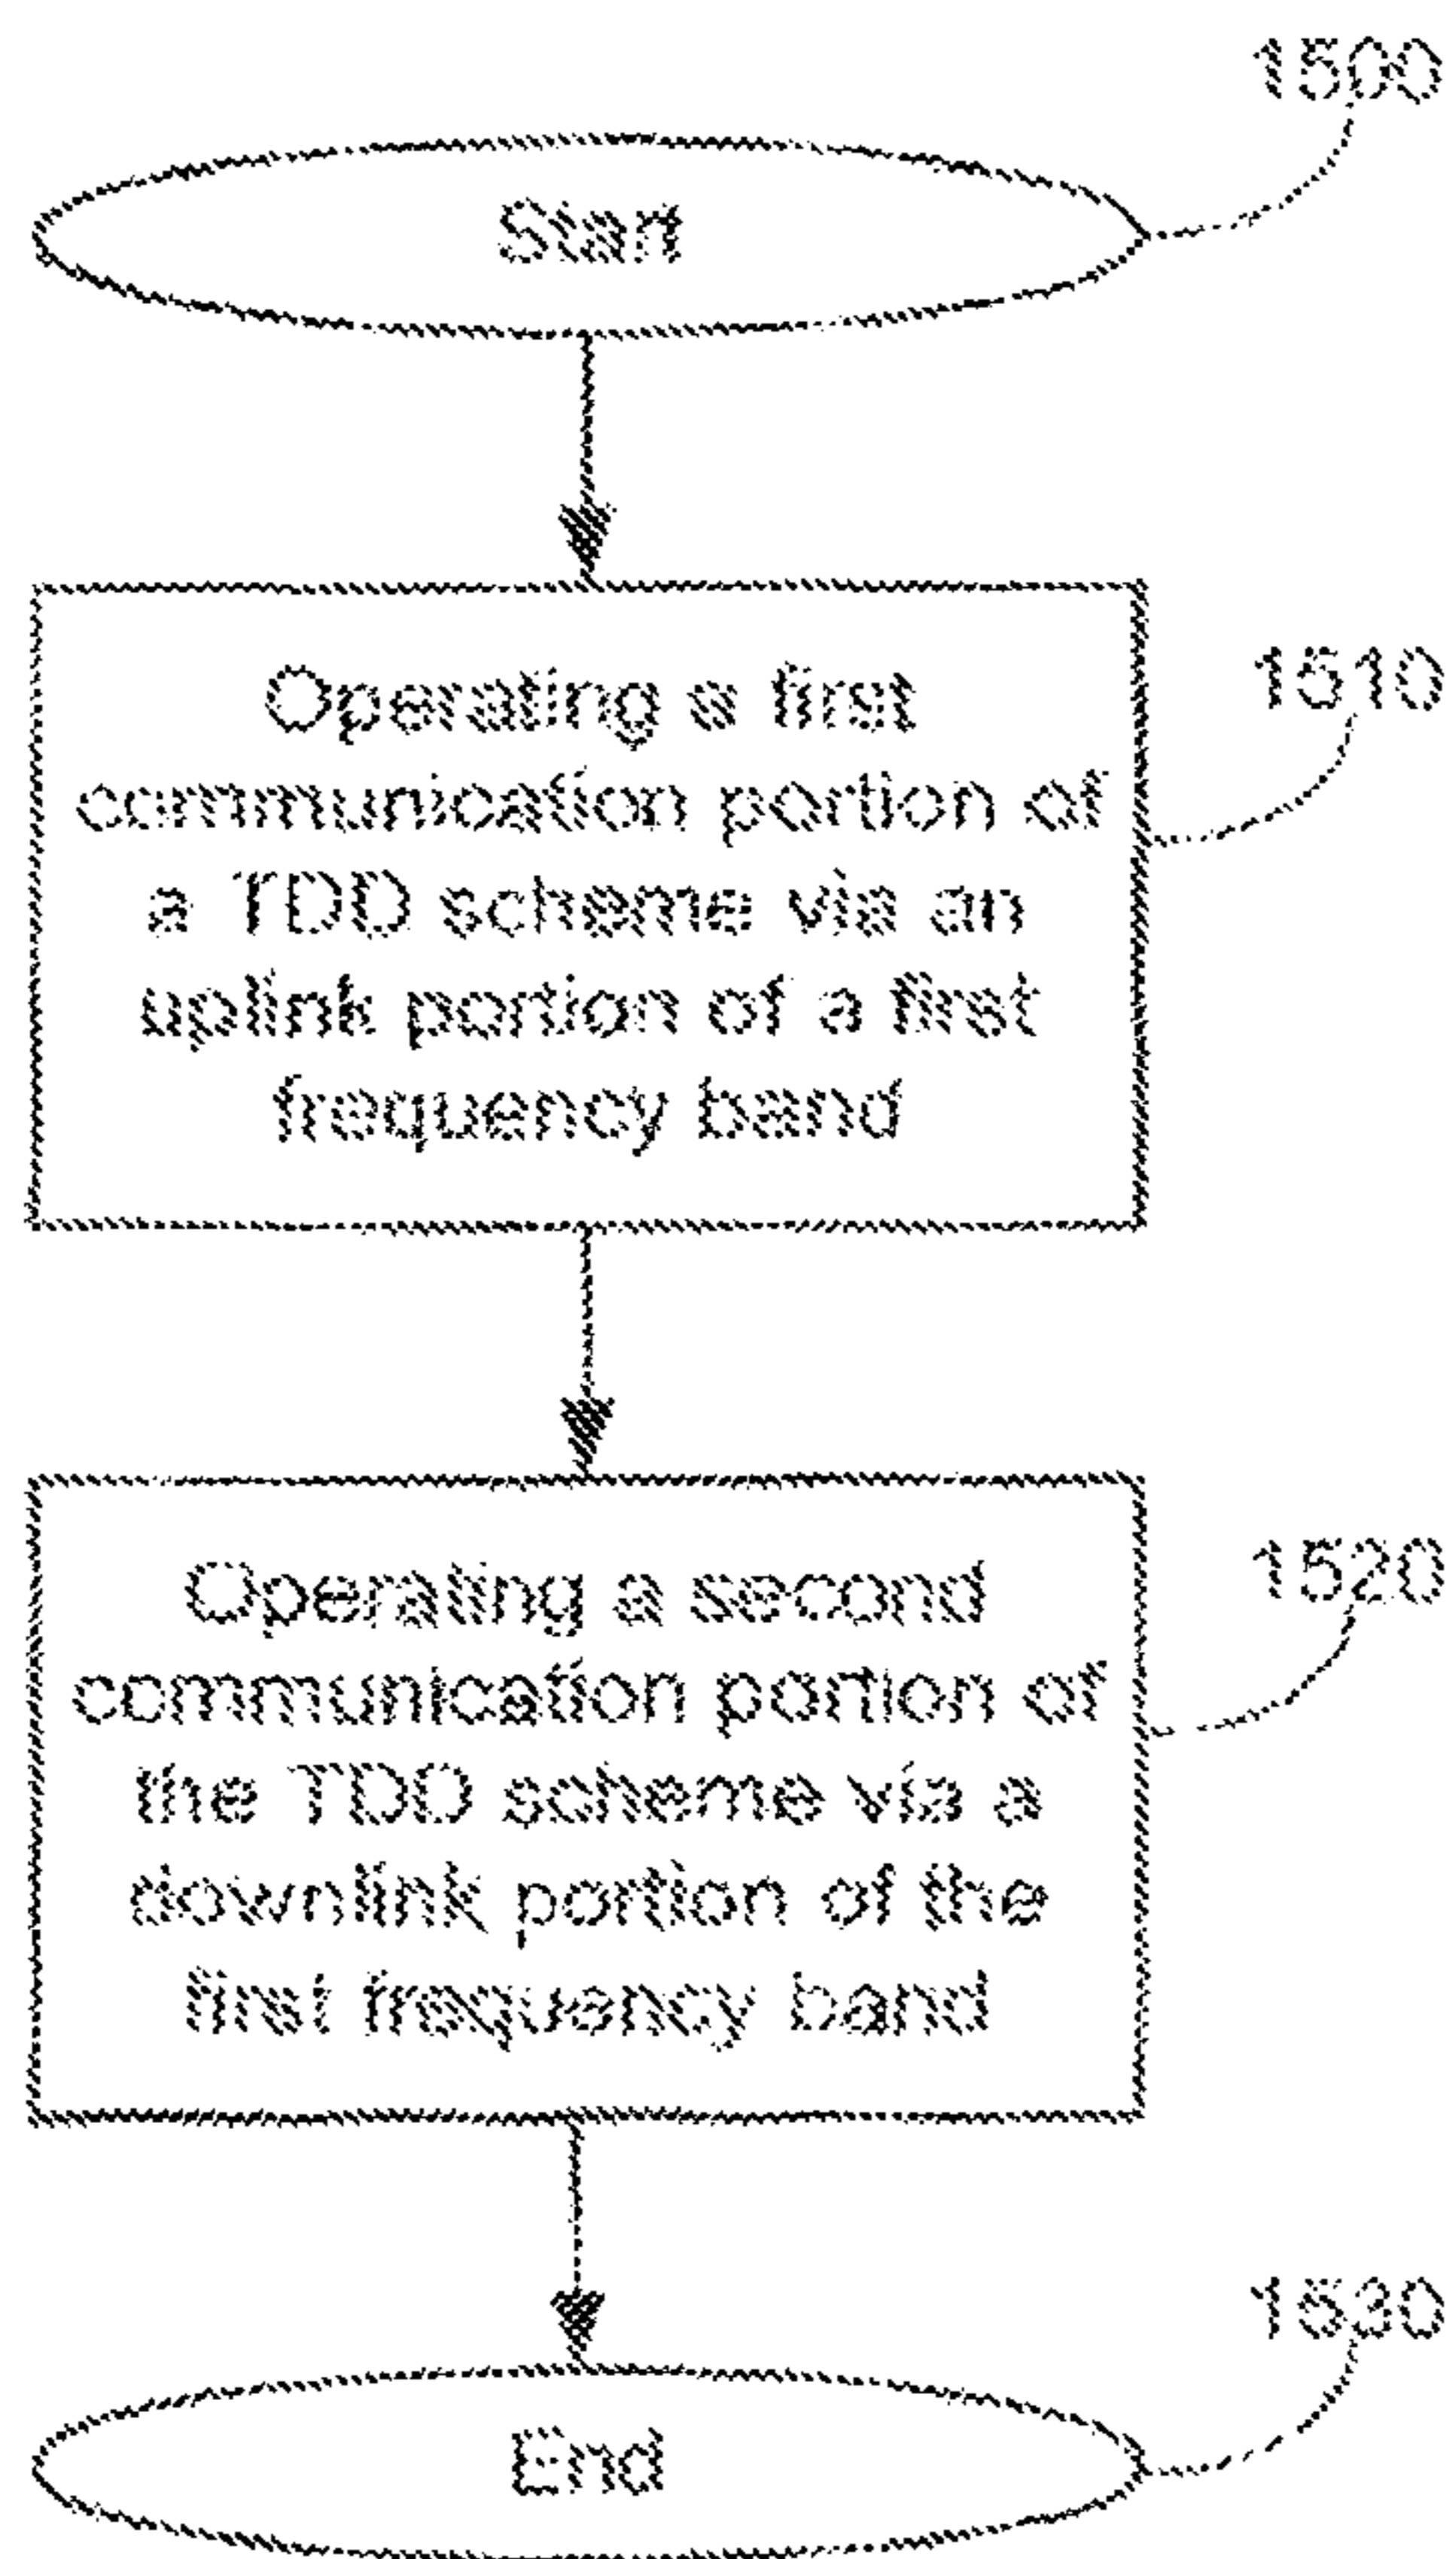 1500
Start
Operating a first
1510
communication portion of
a TDD scheme via an
uplink portion of a first
frequency band
Operating a second
1520
communication portion of
the TDD scheme via a
downlink portion of the
first frequency band
1530
End